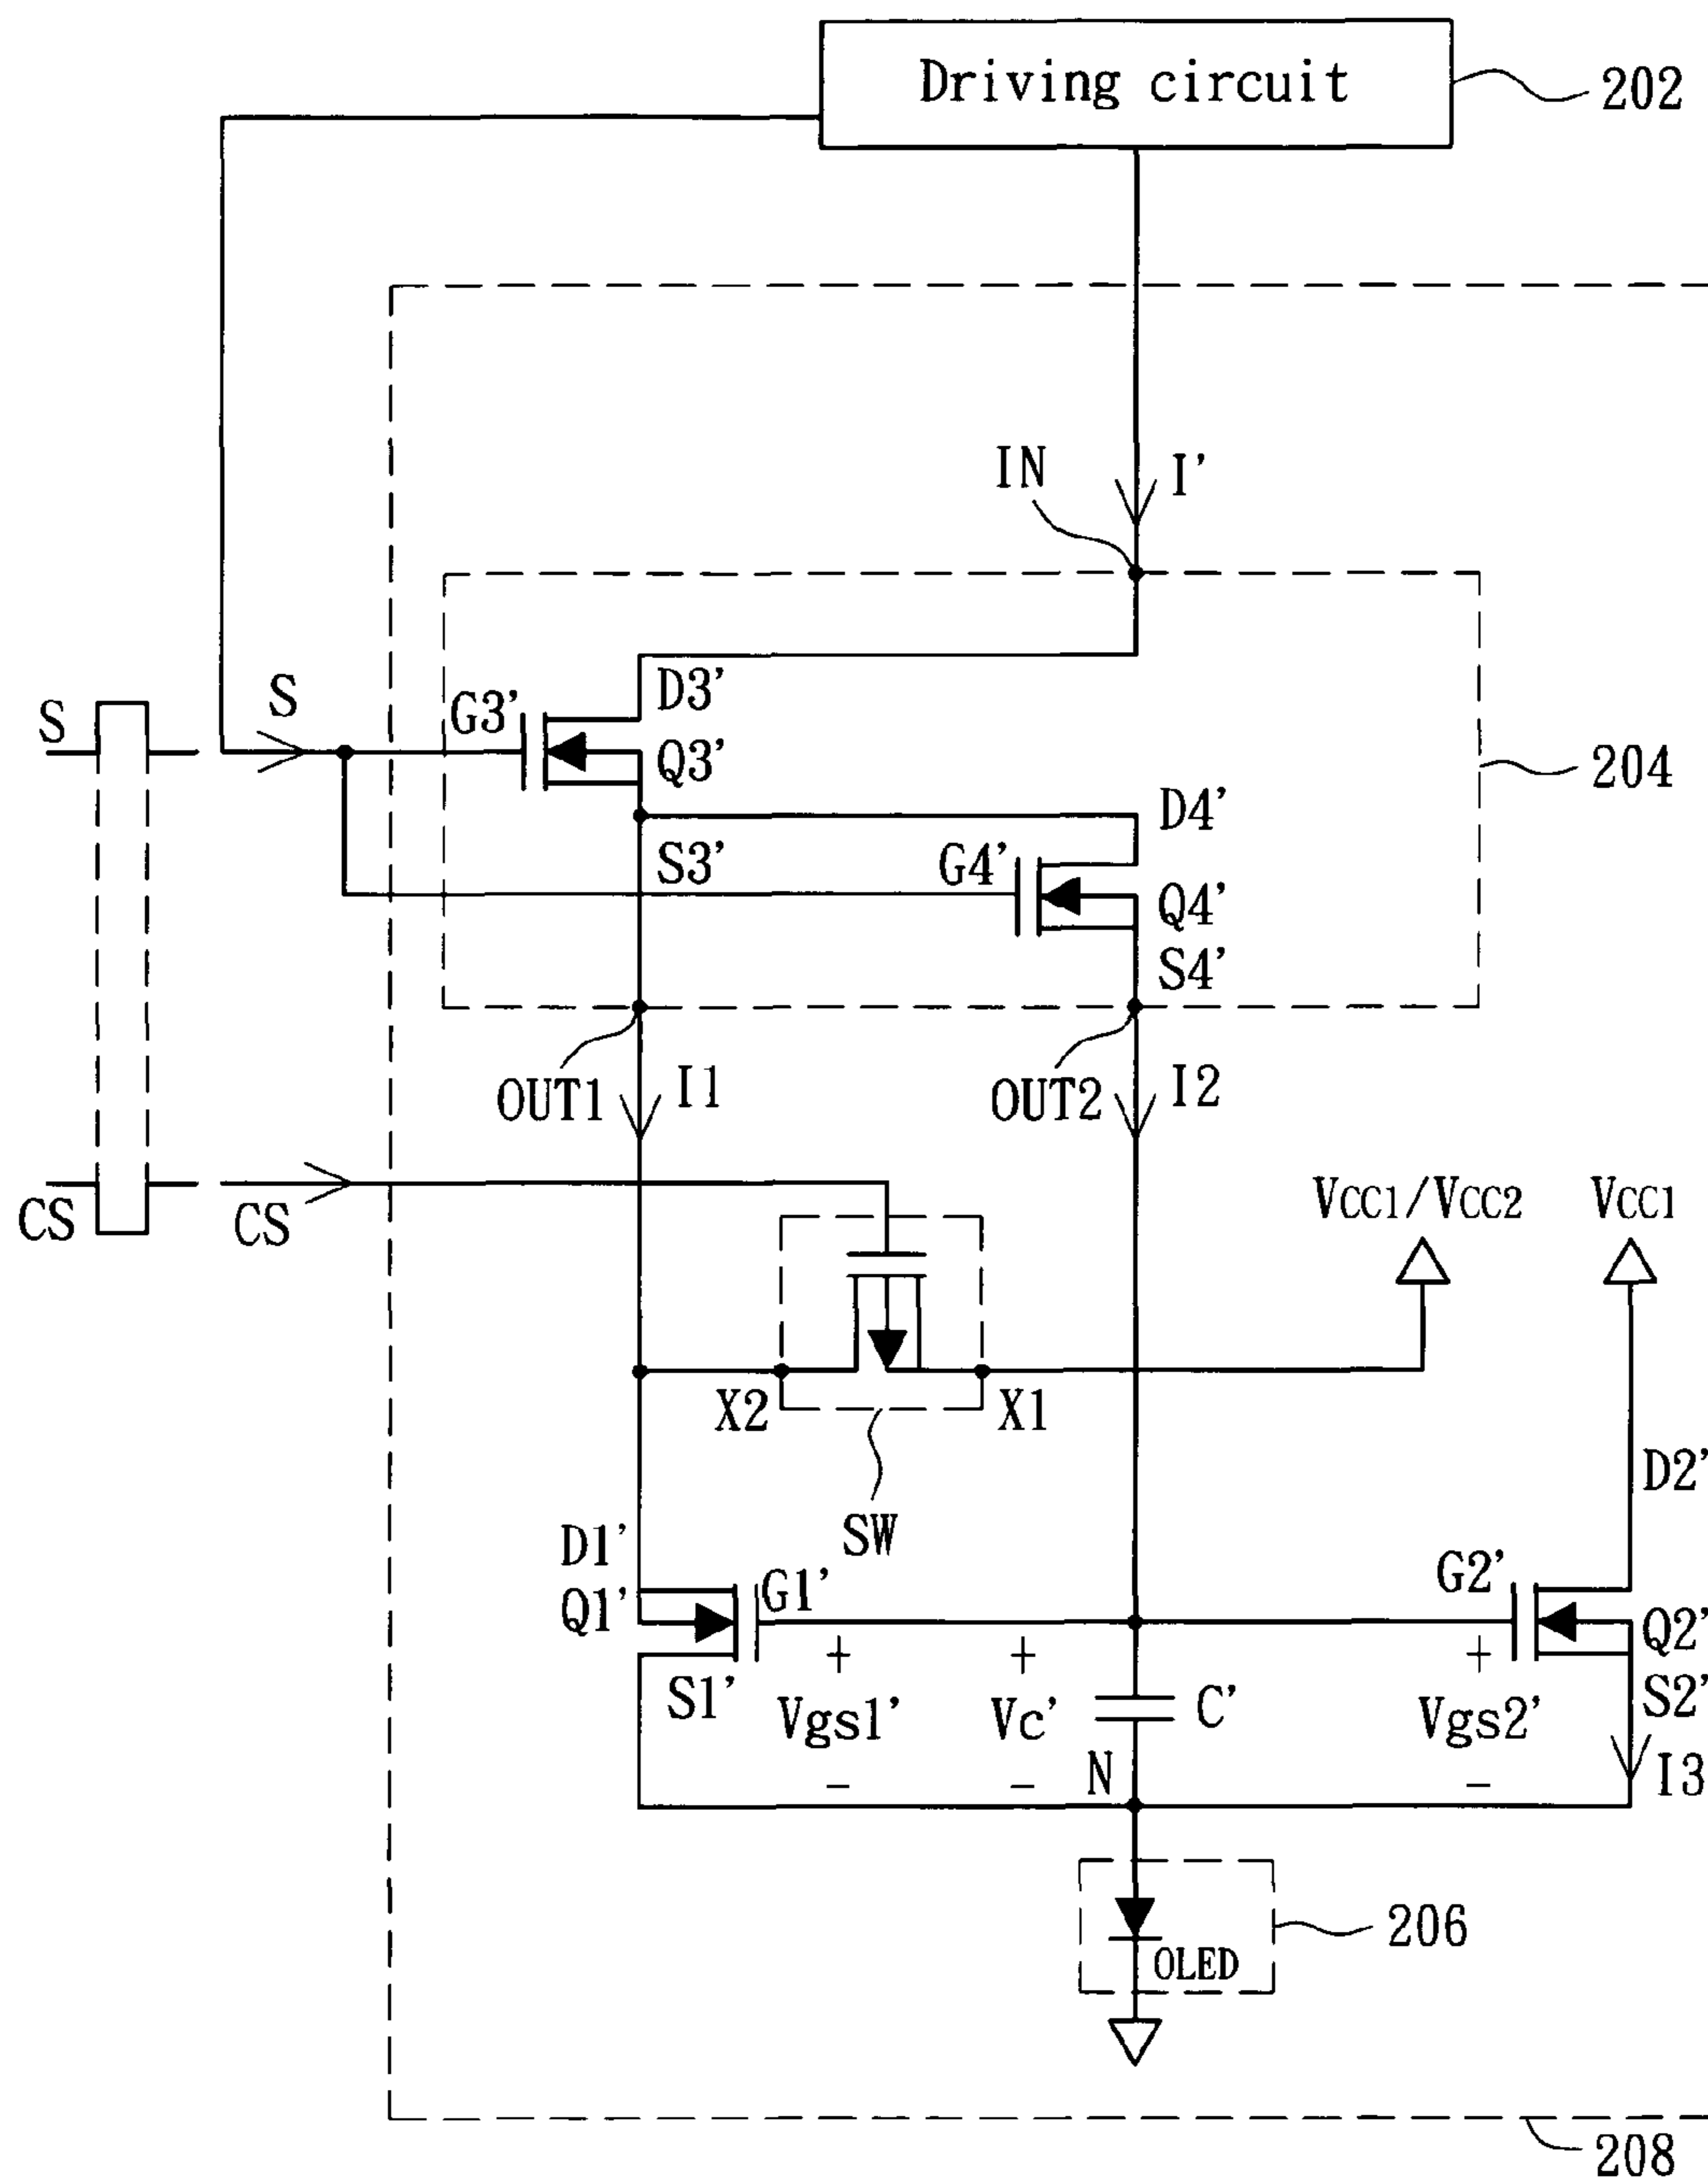 Driving circuit
202
IN
I'
S
S
G3'
D3'
Q3'
204
S3'
G4'
D4'
Q4'
S4'
OUT1
I1
OUT2
I2
CS
CS
VCC1/VCC2
VCC1
X2
X1
SW
D1'
Q1'
G1'
S1'
D2'
G2'
Q2'
S2'
+
+
+
Vgs1'
Vc'
C'
Vgs2'
−
−
−
N
I3
206
OLED
208